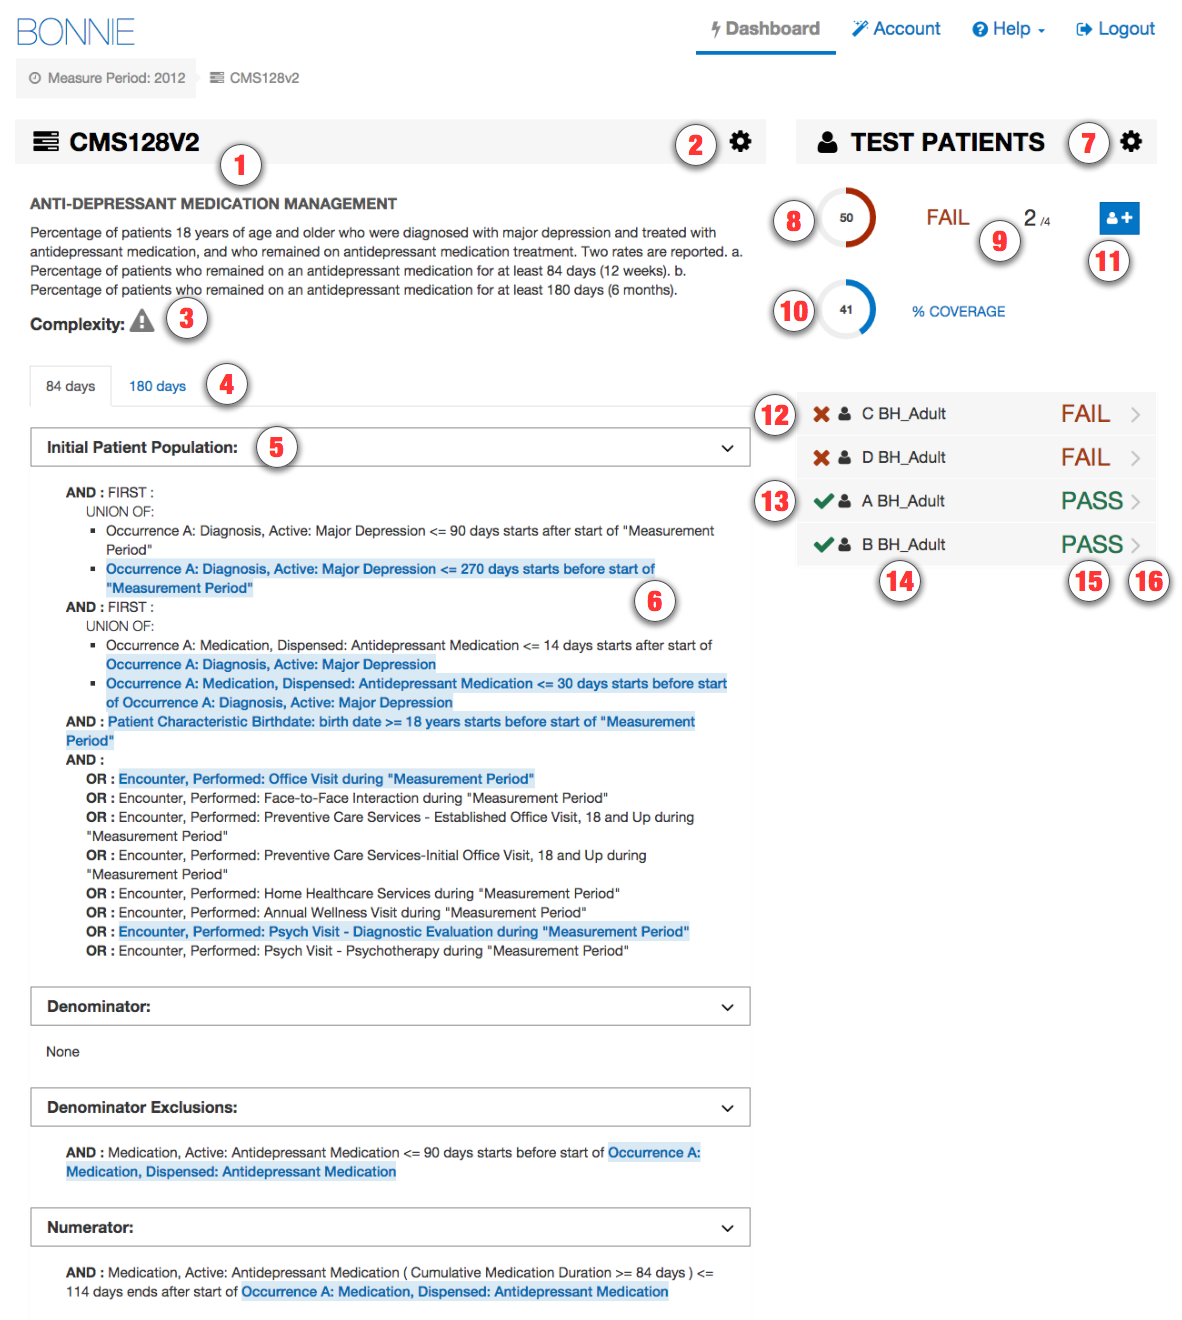 BONNIE
Dashboard Account Help Logout
Measure Period: 2012 CMS128v2
CMS128V2
1
2
TEST PATIENTS
7
ANTI-DEPRESSANT MEDICATION MANAGEMENT
Percentage of patients 18 years of age and older who were diagnosed with major depression and treated with
antidepressant medication, and who remained on antidepressant medication treatment. Two rates are reported. a.
Percentage of patients who remained on an antidepressant medication for at least 84 days (12 weeks). b.
Percentage of patients who remained on an antidepressant medication for at least 180 days (6 months).
Complexity:
3
84 days 180 days
4
Initial Patient Population:
5
AND : FIRST :
UNION OF:
Occurrence A: Diagnosis, Active: Major Depression <= 90 days starts after start of "Measurement
Period"
Occurrence A: Diagnosis, Active: Major Depression <= 270 days starts before start of
"Measurement Period"
6
AND : FIRST :
UNION OF:
Occurrence A: Medication, Dispensed: Antidepressant Medication <= 14 days starts after start of
Occurrence A: Diagnosis, Active: Major Depression
Occurrence A: Medication, Dispensed: Antidepressant Medication <= 30 days starts before start
of Occurrence A: Diagnosis, Active: Major Depression
AND : Patient Characteristic Birthdate: birth date >= 18 years starts before start of "Measurement
Period"
AND :
OR : Encounter, Performed: Office Visit during "Measurement Period"
OR : Encounter, Performed: Face-to-Face Interaction during "Measurement Period"
OR : Encounter, Performed: Preventive Care Services - Established Office Visit, 18 and Up during
"Measurement Period"
OR : Encounter, Performed: Preventive Care Services-Initial Office Visit, 18 and Up during
"Measurement Period"
OR : Encounter, Performed: Home Healthcare Services during "Measurement Period"
OR : Encounter, Performed: Annual Wellness Visit during "Measurement Period"
OR : Encounter, Performed: Psych Visit - Diagnostic Evaluation during "Measurement Period"
OR : Encounter, Performed: Psych Visit - Psychotherapy during "Measurement Period"
Denominator:
None
Denominator Exclusions:
AND : Medication, Active: Antidepressant Medication <= 90 days starts before start of Occurrence A:
Medication, Dispensed: Antidepressant Medication
Numerator:
AND : Medication, Active: Antidepressant Medication ( Cumulative Medication Duration >= 84 days ) <=
114 days ends after start of Occurrence A: Medication, Dispensed: Antidepressant Medication
8
50
FAIL 2 /4
9
11
10
41
% COVERAGE
12
C BH_Adult FAIL
D BH_Adult FAIL
13
A BH_Adult PASS
B BH_Adult PASS
14
15
16